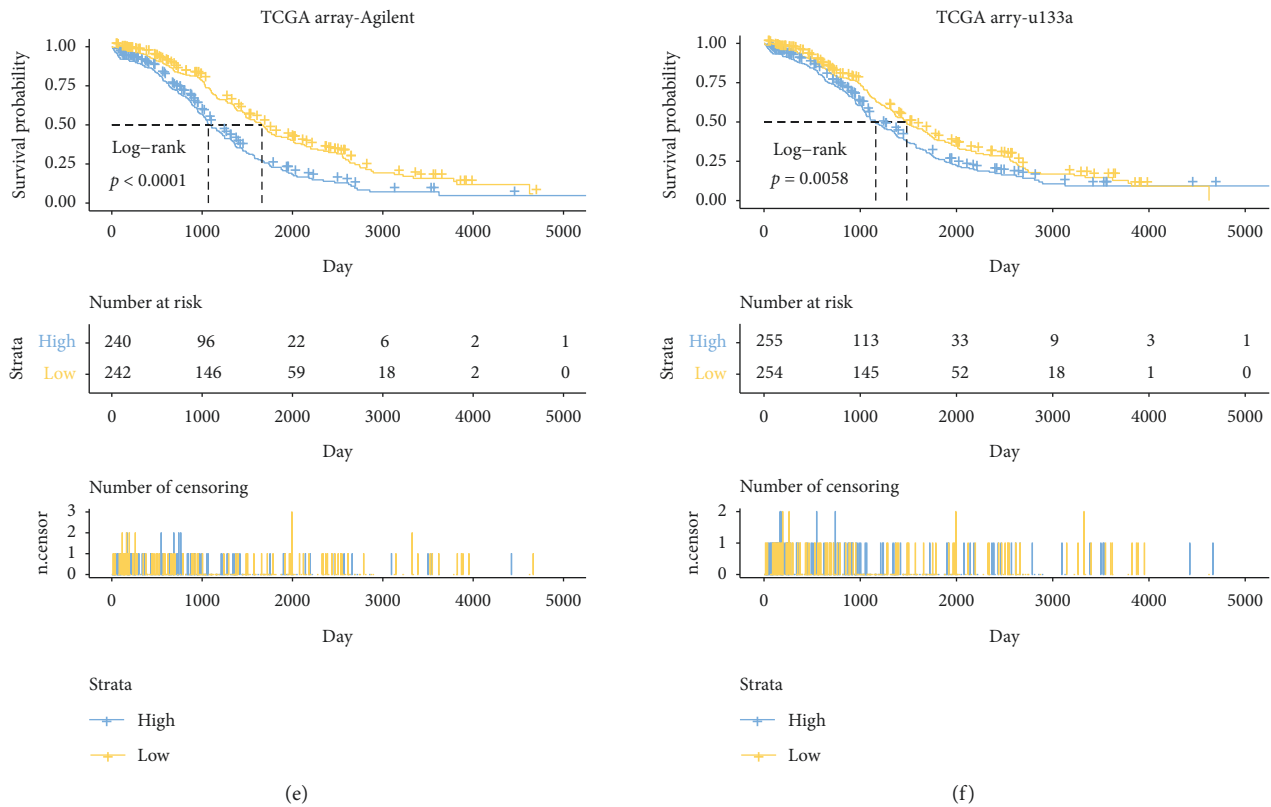 TCGA array-Agilent
Survival probability
1.00
0.75
0.50
0.25
0.00
Log-rank
p < 0.0001
0 1000 2000 3000 4000 5000
Day
Number at risk
Strata
High 240 96 22 6 2 1
Low 242 146 59 18 2 0
0 1000 2000 3000 4000 5000
Day
Number of censoring
n.censor
3
2
1
0
0 1000 2000 3000 4000 5000
Day
Strata
High
Low
(e)
TCGA arry-u133a
Survival probability
1.00
0.75
0.50
0.25
0.00
Log-rank
p = 0.0058
0 1000 2000 3000 4000 5000
Day
Number at risk
Strata
High 255 113 33 9 3 1
Low 254 145 52 18 1 0
0 1000 2000 3000 4000 5000
Day
Number of censoring
n.censor
2
1
0
0 1000 2000 3000 4000 5000
Day
Strata
High
Low
(f)